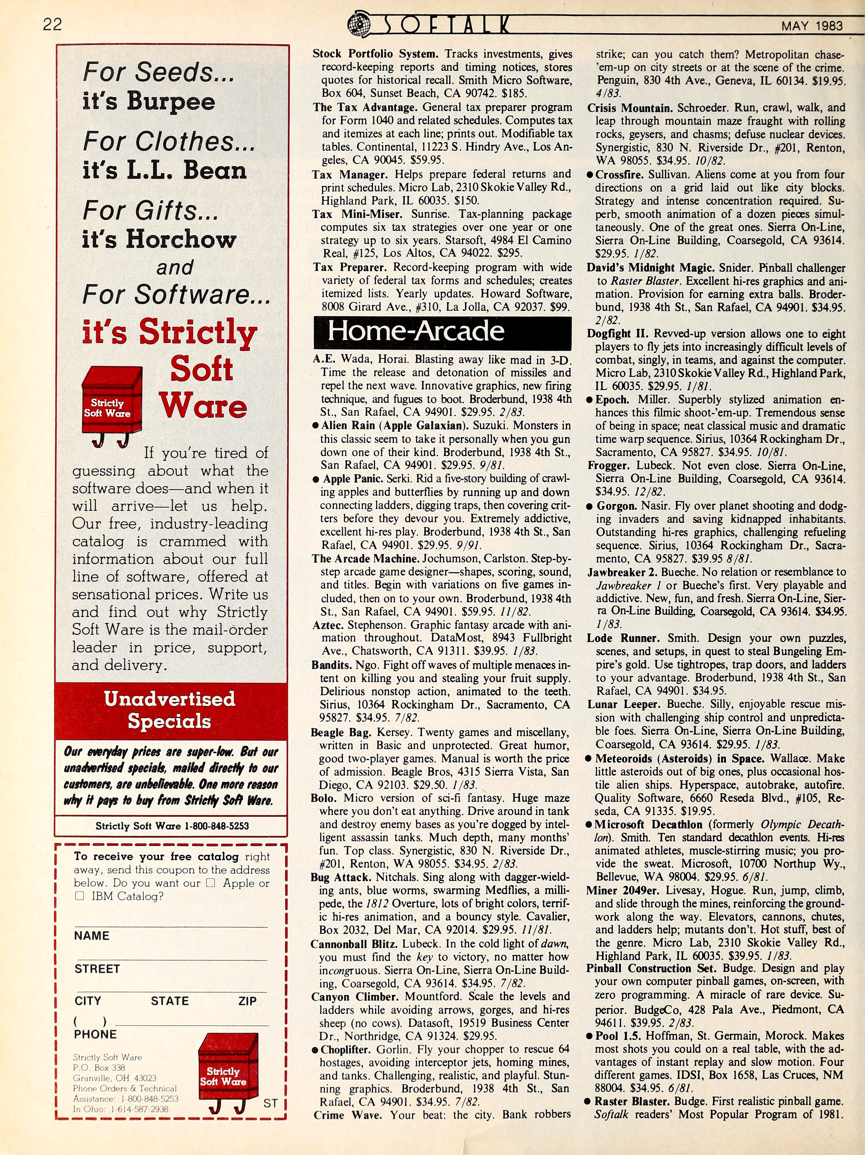 22
SOFTALK
MAY 1983
For Seeds...
it's Burpee
For Clothes...
it's L.L. Bean
For Gifts...
it's Horchow
and
For Software...
it's Strictly
Soft
Ware
Strictly
Soft Ware
If you're tired of
guessing about what the
software does—and when it
will arrive—let us help.
Our free, industry-leading
catalog is crammed with
information about our full
line of software, offered at
sensational prices. Write us
and find out why Strictly
Soft Ware is the mail-order
leader in price, support,
and delivery.
Unadvertised
Specials
Our everyday prices are super-low. But our
unadvertised specials, mailed directly to our
customers, are unbelievable. One more reason
why it pays to buy from Strictly Soft Ware.
Strictly Soft Ware 1-800-848-5253
To receive your free catalog right
away, send this coupon to the address
below. Do you want our □ Apple or
□ IBM Catalog?
NAME
STREET
CITY STATE ZIP
( )
PHONE
Strictly Soft Ware
P.O. Box 338
Granville, OH 43023
Phone Orders & Technical
Assistance: 1-800-848-5253
In Ohio: 1-614-587-2938
Strictly
Soft Ware
ST
Stock Portfolio System. Tracks investments, gives
record-keeping reports and timing notices, stores
quotes for historical recall. Smith Micro Software,
Box 604, Sunset Beach, CA 90742. $185.
The Tax Advantage. General tax preparer program
for Form 1040 and related schedules. Computes tax
and itemizes at each line; prints out. Modifiable tax
tables. Continental, 11223 S. Hindry Ave., Los An-
geles, CA 90045. $59.95.
Tax Manager. Helps prepare federal returns and
print schedules. Micro Lab, 2310 Skokie Valley Rd.,
Highland Park, IL 60035. $150.
Tax Mini-Miser. Sunrise. Tax-planning package
computes six tax strategies over one year or one
strategy up to six years. Starsoft, 4984 El Camino
Real, #125, Los Altos, CA 94022. $295.
Tax Preparer. Record-keeping program with wide
variety of federal tax forms and schedules; creates
itemized lists. Yearly updates. Howard Software,
8008 Girard Ave., #310, La Jolla, CA 92037. $99.
Home-Arcade
A.E. Wada, Horai. Blasting away like mad in 3-D.
Time the release and detonation of missiles and
repel the next wave. Innovative graphics, new firing
technique, and fugues to boot. Broderbund, 1938 4th
St., San Rafael, CA 94901. $29.95. 2/83.
● Alien Rain (Apple Galaxian). Suzuki. Monsters in
this classic seem to take it personally when you gun
down one of their kind. Broderbund, 1938 4th St.,
San Rafael, CA 94901. $29.95. 9/81.
● Apple Panic. Serki. Rid a five-story building of crawl-
ing apples and butterflies by running up and down
connecting ladders, digging traps, then covering crit-
ters before they devour you. Extremely addictive,
excellent hi-res play. Broderbund, 1938 4th St., San
Rafael, CA 94901. $29.95. 9/91.
The Arcade Machine. Jochumson, Carlston. Step-by-
step arcade game designer—shapes, scoring, sound,
and titles. Begin with variations on five games in-
cluded, then on to your own. Broderbund, 1938 4th
St., San Rafael, CA 94901. $59.95. 11/82.
Aztec. Stephenson. Graphic fantasy arcade with ani-
mation throughout. DataMost, 8943 Fullbright
Ave., Chatsworth, CA 91311. $39.95. 1/83.
Bandits. Ngo. Fight off waves of multiple menaces in-
tent on killing you and stealing your fruit supply.
Delirious nonstop action, animated to the teeth.
Sirius, 10364 Rockingham Dr., Sacramento, CA
95827. $34.95. 7/82.
Beagle Bag. Kersey. Twenty games and miscellany,
written in Basic and unprotected. Great humor,
good two-player games. Manual is worth the price
of admission. Beagle Bros, 4315 Sierra Vista, San
Diego, CA 92103. $29.50. 1/83.
Bolo. Micro version of sci-fi fantasy. Huge maze
where you don't enything. Drive around in tank
and destroy enemy bases as you're dogged by intel-
ligent assassin tanks. Much depth, many months'
fun. Top class. Synergistic, 830 N. Riverside Dr.,
#201, Renton, WA 98055. $34.95. 2/83.
Bug Attack. Nitchals. Sing along with dagger-wield-
ing ants, blue worms, swarming Medflies, a milli-
pede, the 1812 Overture, lots of bright colors, terrif-
ic hi-res animation, and a bouncy style. Cavalier,
Box 2032, Del Mar, CA 92014. $29.95. 11/81.
Cannonball Blitz. Lubeck. In the cold light of dawn,
you must find the key to victory, no matter how
incongruous. Sierra On-Line, Sierra On-Line Build-
ing, Coarsegold, CA 93614. $34.95. 7/82.
Canyon Climber. Mountford. Scale the levels and
ladders while avoiding arrows, gorges, and hi-res
sheep (no cows). Datasoft, 19519 Business Center
Dr., Northridge, CA 91324. $29.95.
● Choplifter. Gorlin. Fly your chopper to rescue 64
hostages, avoiding interceptor jets, homing mines,
and tanks. Challenging, realistic, and playful. Stun-
ning graphics. Broderbund, 1938 4th St., San
Rafael, CA 94901. $34.95. 7/82.
Crime Wave. Your beat: the city. Bank robbers
strike; can you catch them? Metropolitan chase-
'em-up on city streets or at the scene of the crime.
Penguin, 830 4th Ave., Geneva, IL 60134. $19.95.
4/83.
Crisis Mountain. Schroeder. Run, crawl, walk, and
leap through mountain maze fraught with rolling
rocks, geysers, and chasms; defuse nuclear devices.
Synergistic, 830 N. Riverside Dr., #201, Renton,
WA 98055. $34.95. 10/82.
● Crossfire. Sullivan. Aliens come at you from four
directions on a grid laid out like city blocks.
Strategy and intense concentration required. Su-
perb, smooth animation of a dozen pieces simul-
taneously. One of the great ones. Sierra On-Line,
Sierra On-Line Building, Coarsegold, CA 93614.
$29.95. 1/82.
David's Midnight Magic. Snider. Pinball challenger
to Raster Blaster. Excellent hi-res graphics and ani-
mation. Provision for earning extra balls. Broder-
bund, 1938 4th St., San Rafael, CA 94901. $34.95.
2/82.
Dogfight II. Revved-up version allows one to eight
players to fly jets into increasingly difficult levels of
combat, singly, in teams, and against the computer.
Micro Lab, 2310 Skokie Valley Rd., Highland Park,
IL 60035. $29.95. 1/81.
● Epoch. Miller. Superbly stylized animation en-
hances this filmic shoot-'em-up. Tremendous sense
of being in space; neat classical music and dramatic
time warp sequence. Sirius, 10364 Rockingham Dr.,
Sacramento, CA 95827. $34.95. 10/81.
Frogger. Lubeck. Not even close. Sierra On-Line,
Sierra On-Line Building, Coarsegold, CA 93614.
$34.95. 12/82.
● Gorgon. Nasir. Fly over planet shooting and dodg-
ing invaders and saving kidnapped inhabitants.
Outstanding hi-res graphics, challenging refueling
sequence. Sirius, 10364 Rockingham Dr., Sacra-
mento, CA 95827. $39.95 8/81.
Jawbreaker 2. Bueche. No relation or resemblance to
Jawbreaker 1 or Bueche's first. Very playable and
addictive. New, fun, and fresh. Sierra On-Line, Sier-
ra On-Line Building, Coarsegold, CA 93614. $34.95.
1/83.
Lode Runner. Smith. Design your own puzzles,
scenes, and setups, in quest to steal Bungeling Em-
pire's gold. Use tightropes, trap doors, and ladders
to your advantage. Broderbund, 1938 4th St., San
Rafael, CA 94901. $34.95.
Lunar Leeper. Bueche. Silly, enjoyable rescue mis-
sion with challenging ship control and unpredicta-
ble foes. Sierra On-Line, Sierra On-Line Building,
Coarsegold, CA 93614. $29.95. 1/83.
● Meteoroids (Asteroids) in Space. Wallace. Make
little asteroids out of big ones, plus occasional hos-
tile alien ships. Hyperspace, autobrake, autofire.
Quality Software, 6660 Reseda Blvd., #105, Re-
seda, CA 91335. $19.95.
● Microsoft Decathlon (formerly Olympic Decath-
lon). Smith. Ten standard decathlon events. Hi-res
animated athletes, muscle-stirring music; you pro-
vide the sweat. Microsoft, 10700 Northup Wy.,
Bellevue, WA 98004. $29.95. 6/81.
Miner 2049er. Livesay, Hogue. Run, jump, climb,
and slide through the mines, reinforcing the ground-
work along the way. Elevators, cannons, chutes,
and ladders help; mutants don't. Hot stuff, best of
the genre. Micro Lab, 2310 Skokie Valley Rd.,
Highland Park, IL 60035. $39.95. 1/83.
Pinball Construction Set. Budge. Design and play
your own computer pinball games, on-screen, with
zero programming. A miracle of rare device. Su-
perior. BudgeCo, 428 Pala Ave., Piedmont, CA
94611. $39.95. 2/83.
● Pool 1.5. Hoffman, St. Germain, Morock. Makes
most shots you could on a real table, with the ad-
vantages of instant replay and slow motion. Four
different games. IDSI, Box 1658, Las Cruces, NM
88004. $34.95. 6/81.
● Raster Blaster. Budge. First realistic pinball game.
Softalk readers' Most Popular Program of 1981.